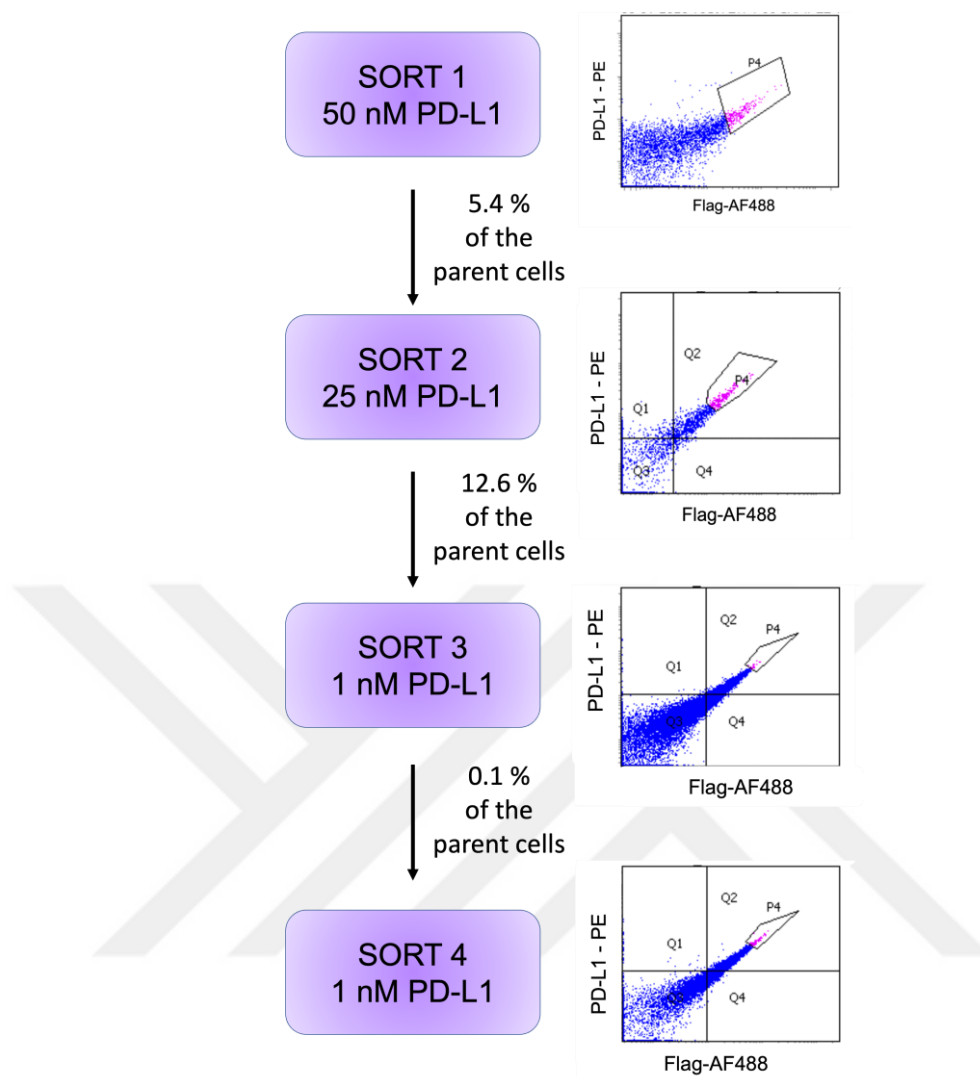 SORT 1
50 nM PD-L1
P4
PD-L1 - PE
Flag-AF488
5.4 %
of the
parent cells
SORT 2
25 nM PD-L1
Q2
P4
Q1
Q3
Q4
PD-L1 - PE
Flag-AF488
12.6 %
of the
parent cells
SORT 3
1 nM PD-L1
Q2
P4
Q1
Q3
Q4
PD-L1 - PE
Flag-AF488
0.1 %
of the
parent cells
SORT 4
1 nM PD-L1
Q2
P4
Q1
Q4
PD-L1 - PE
Flag-AF488